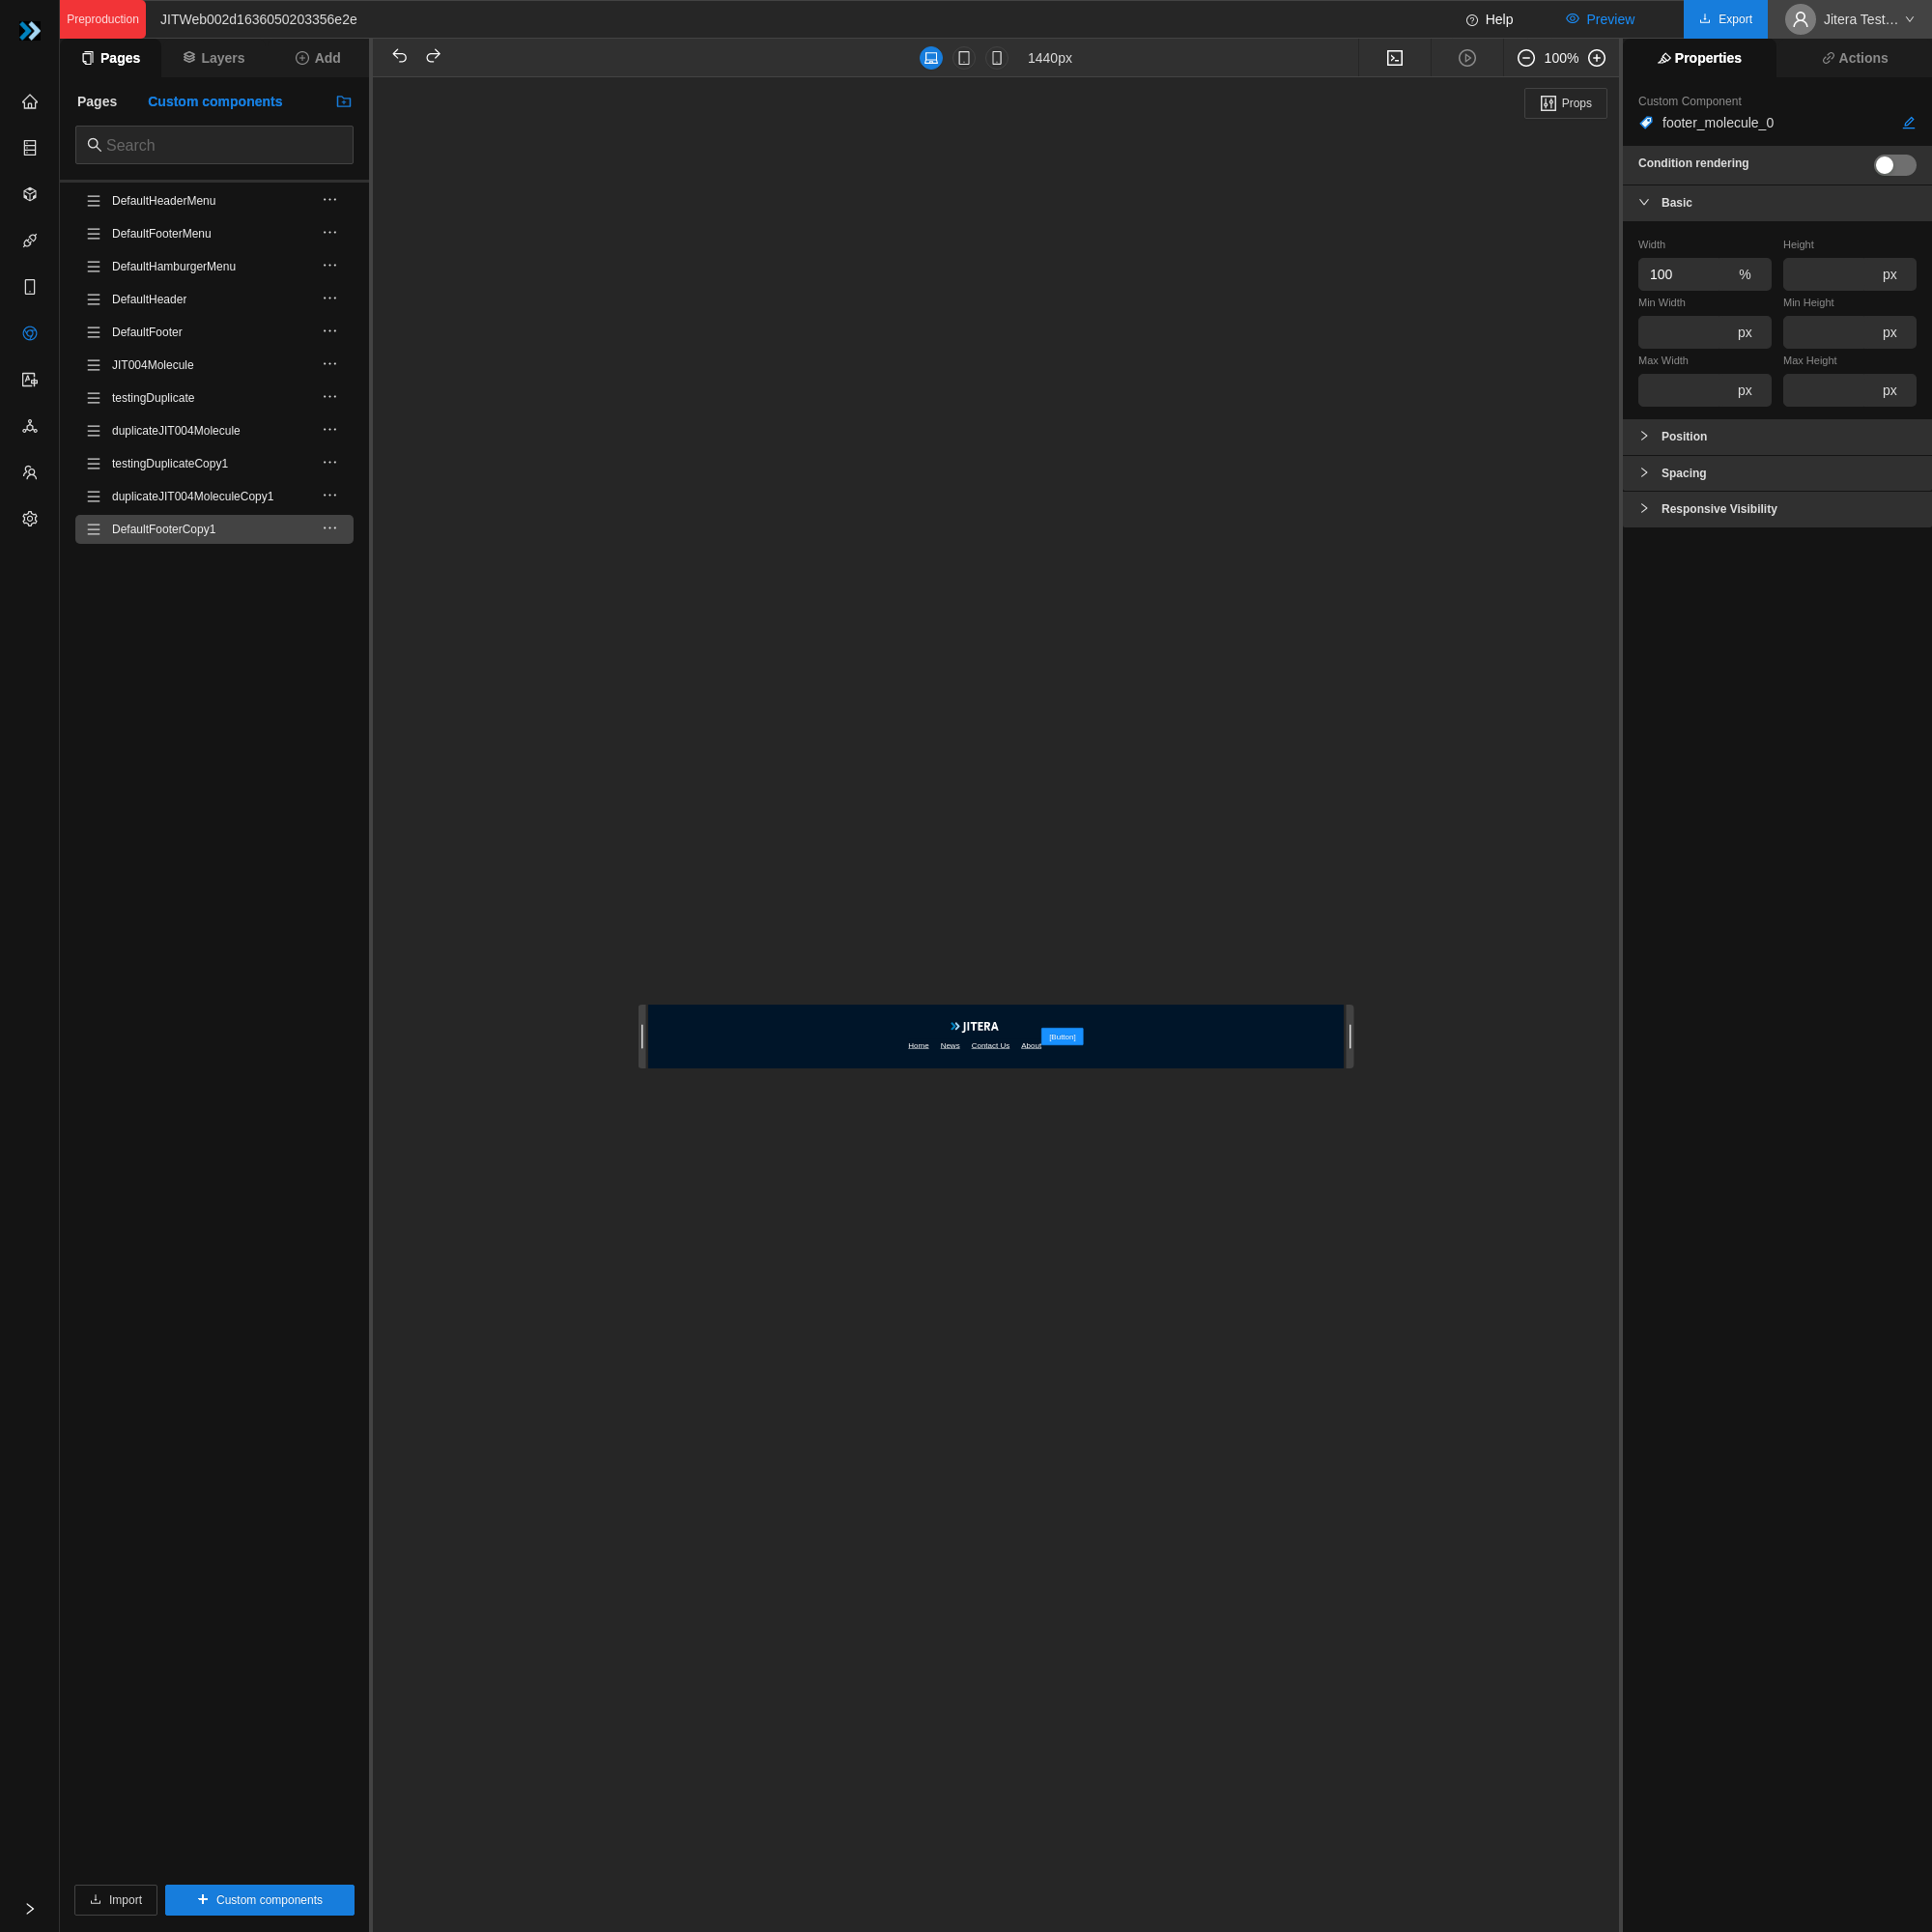 Preproduction
JITWeb002d1636050203356e2e
Help
Preview
Export
Jitera Test…
Pages
Layers
Add
1440px
100%
Properties
Actions
Pages
Custom components
Search
DefaultHeaderMenu
DefaultFooterMenu
DefaultHamburgerMenu
DefaultHeader
DefaultFooter
JIT004Molecule
testingDuplicate
duplicateJIT004Molecule
testingDuplicateCopy1
duplicateJIT004MoleculeCopy1
DefaultFooterCopy1
Import
Custom components
Props
JITERA
Home News Contact Us About
[Button]
Custom Component
footer_molecule_0
Condition rendering
Basic
Width Height
100 % px
Min Width Min Height
px px
Max Width Max Height
px px
Position
Spacing
Responsive Visibility